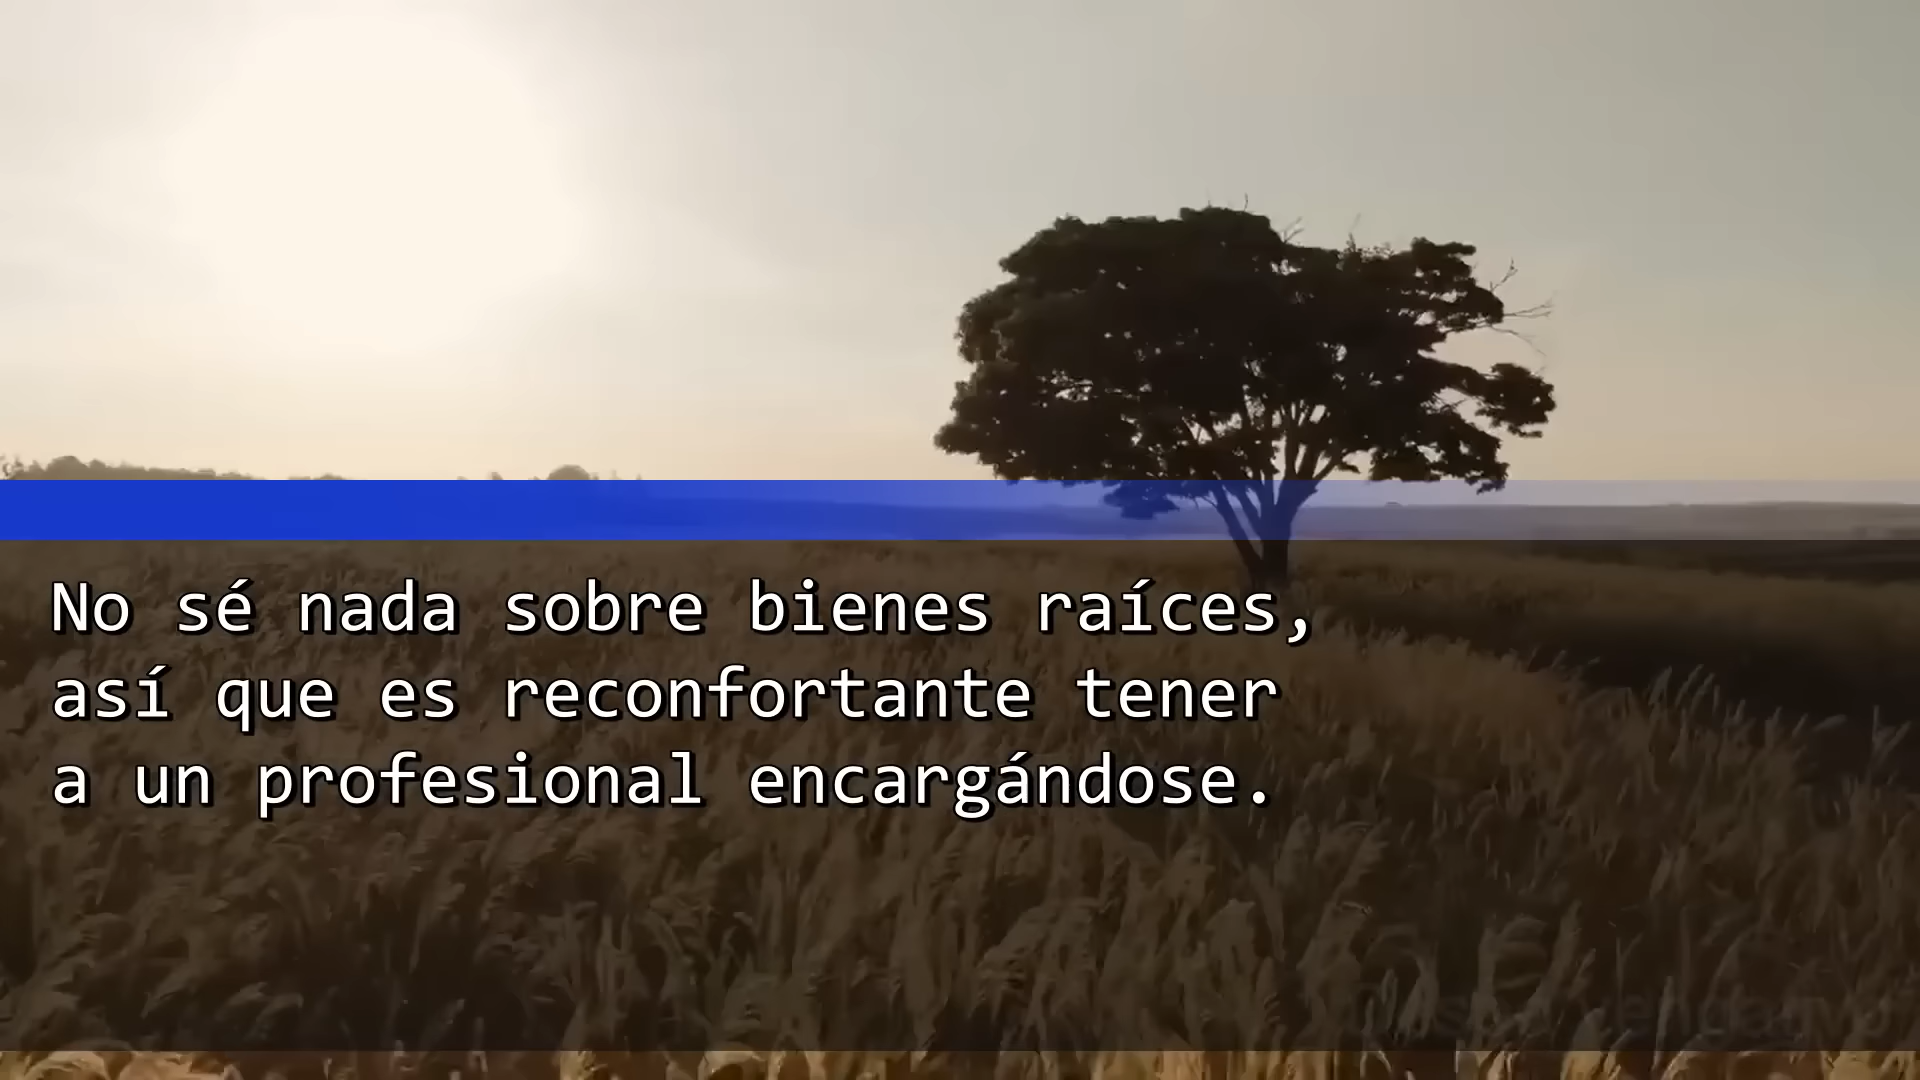 No sé nada sobre bienes raíces,
así que es reconfortante tener
a un profesional encargándose.